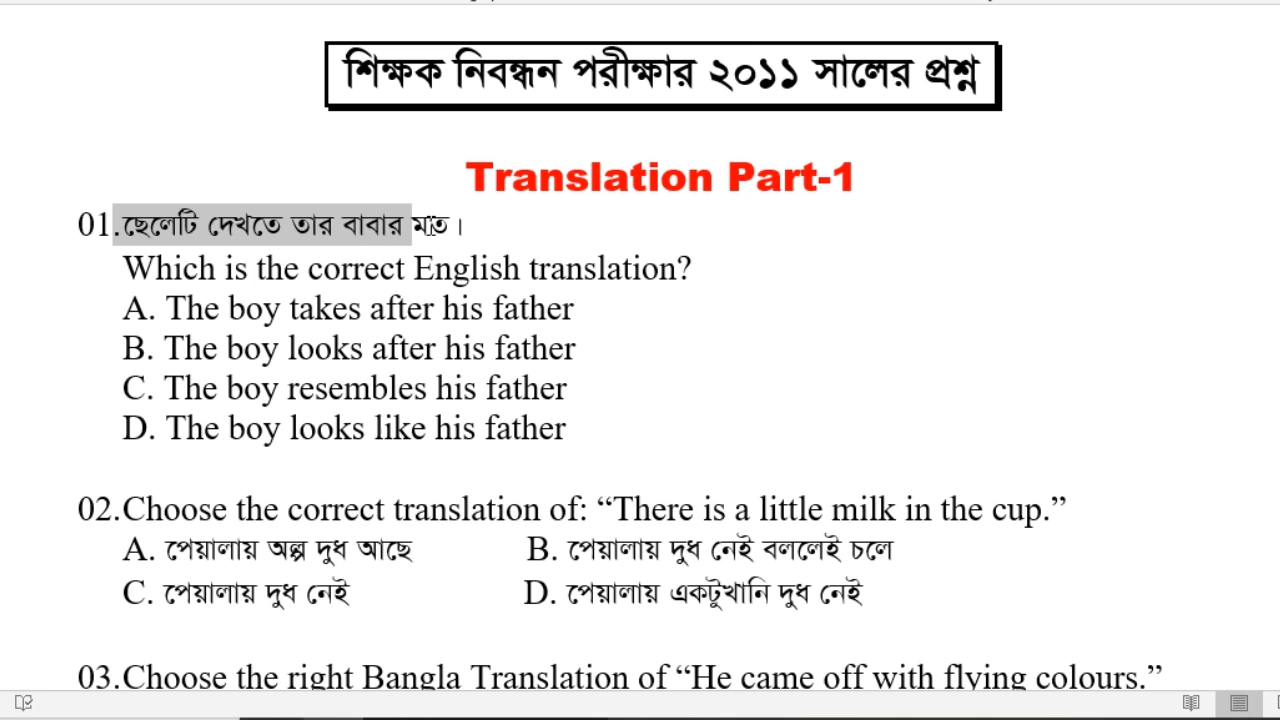 শিক্ষক নিবন্ধন পরীক্ষার ২০১১ সালের প্রশ্ন
Translation Part-1
01.ছেলেটি দেখতে তার বাবার মত।
Which is the correct English translation?
A. The boy takes after his father
B. The boy looks after his father
C. The boy resembles his father
D. The boy looks like his father
02.Choose the correct translation of: “There is a little milk in the cup.”
A. পেয়ালায় অল্প দুধ আছে B. পেয়ালায় দুধ নেই বললেই চলে
C. পেয়ালায় দুধ নেই D. পেয়ালায় একটুখানি দুধ নেই
03.Choose the right Bangla Translation of “He came off with flying colours.”